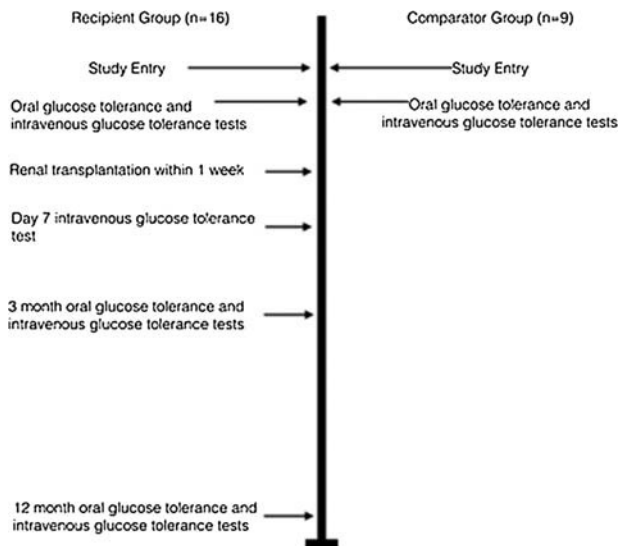 Recipient Group (n=16)
Comparator Group (n=9)
Study Entry
Study Entry
Oral glucose tolerance and
intravenous glucose tolerance tests
Oral glucose tolerance and
intravenous glucose tolerance tests
Renal transplantation within 1 week
Day 7 intravenous glucose tolerance
test
3 month oral glucose tolerance and
intravenous glucose tolerance tests
12 month oral glucose tolerance and
intravenous glucose tolerance tests